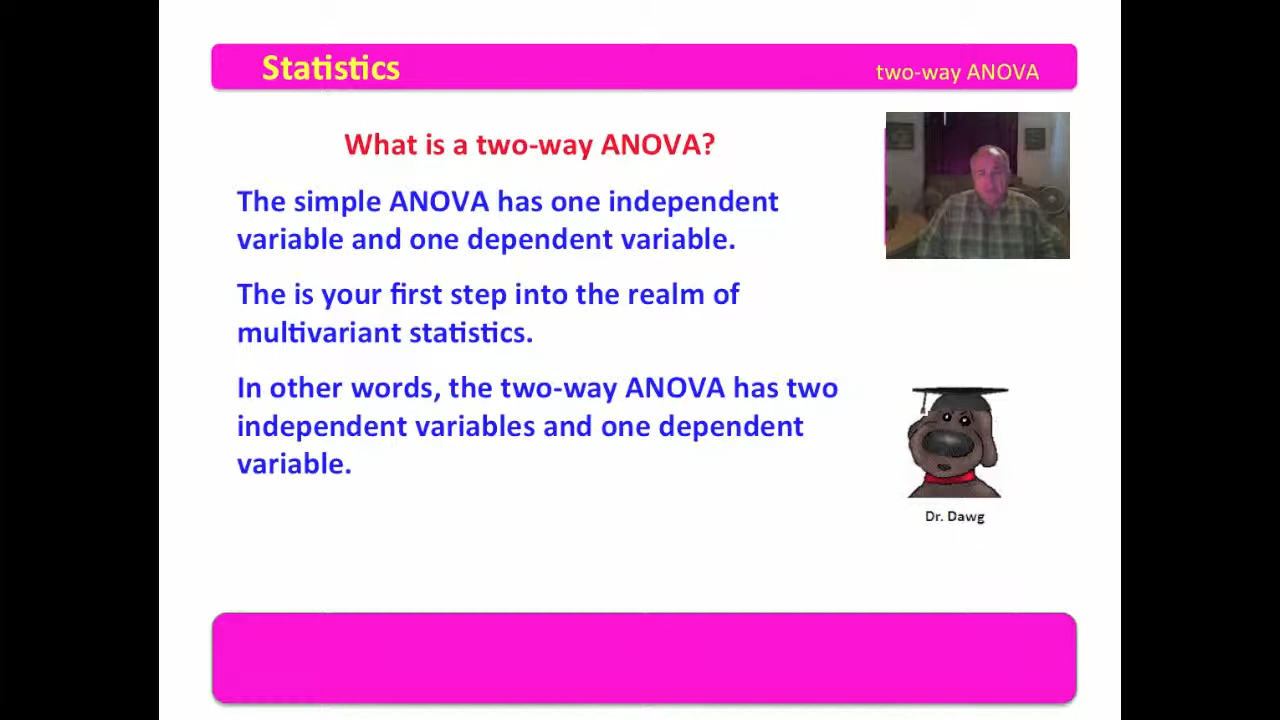 Statistics
two-way ANOVA
What is a two-way ANOVA?
The simple ANOVA has one independent
variable and one dependent variable.
The is your first step into the realm of
multivariant statistics.
In other words, the two-way ANOVA has two
independent variables and one dependent
variable.
Dr. Dawg